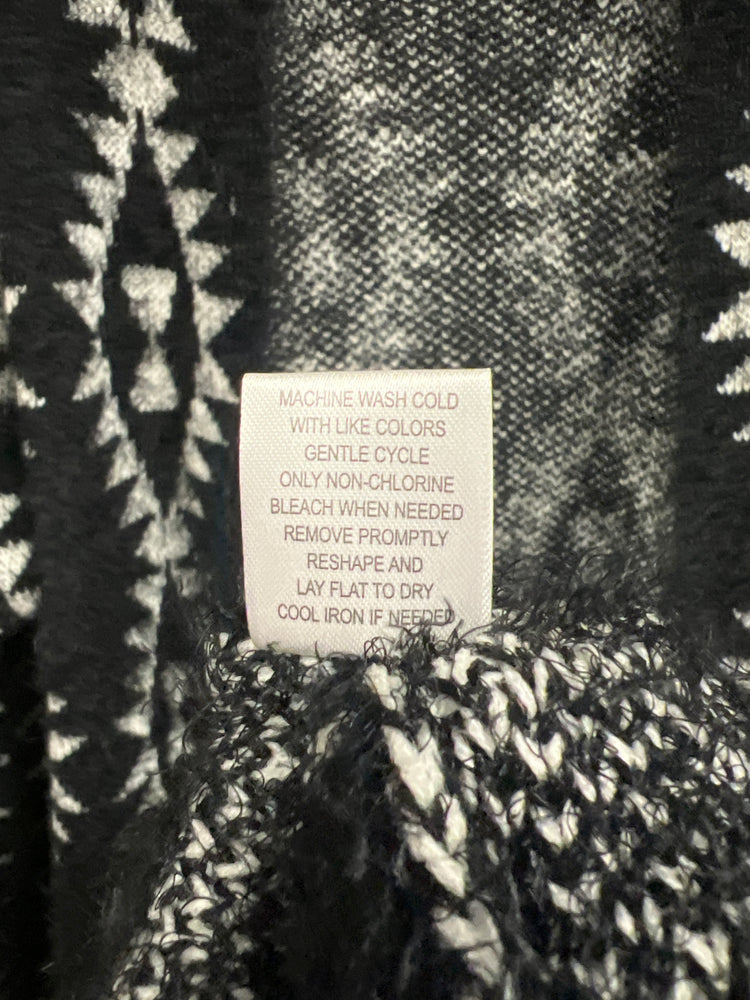 MACHINE WASH COLD
WITH LIKE COLORS
GENTLE CYCLE
ONLY NON-CHLORINE
BLEACH WHEN NEEDED
REMOVE PROMPTLY
RESHAPE AND
LAY FLAT TO DRY
COOL IRON IF NEEDED